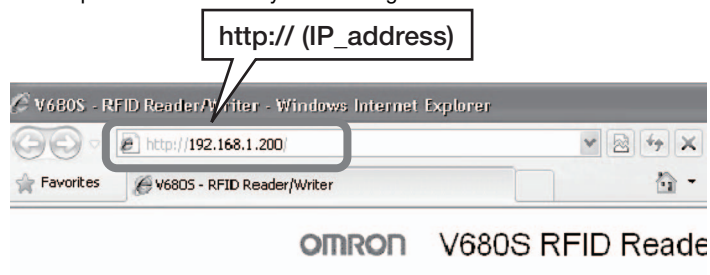 http:// (IP_address)
V680S - RFID Reader/Writer - Windows Internet Explorer
http://192.168.1.200/
Favorites
V680S - RFID Reader/Writer
OMRON V680S RFID Reade